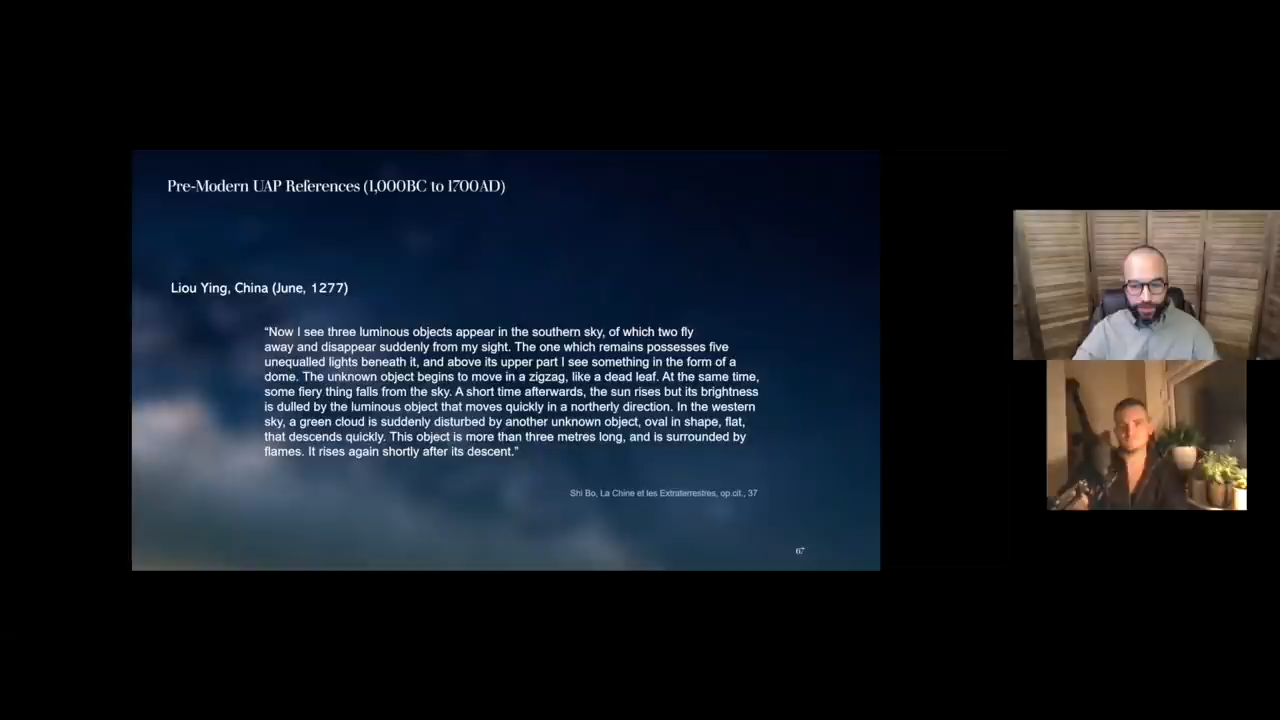 Pre-Modern UAP References (1,000BC to 1700AD)
Liou Ying, China (June, 1277)
“Now I see three luminous objects appear in the southern sky, of which two fly
away and disappear suddenly from my sight. The one which remains possesses five
unequalled lights beneath it, and above its upper part I see something in the form of a
dome. The unknown object begins to move in a zigzag, like a dead leaf. At the same time,
some fiery thing falls from the sky. A short time afterwards, the sun rises but its brightness
is dulled by the luminous object that moves quickly in a northerly direction. In the western
sky, a green cloud is suddenly disturbed by another unknown object, oval in shape, flat,
that descends quickly. This object is more than three metres long, and is surrounded by
flames. It rises again shortly after its descent.”
Shi Bo, La Chine et les Extraterrestres, op.cit., 37
67